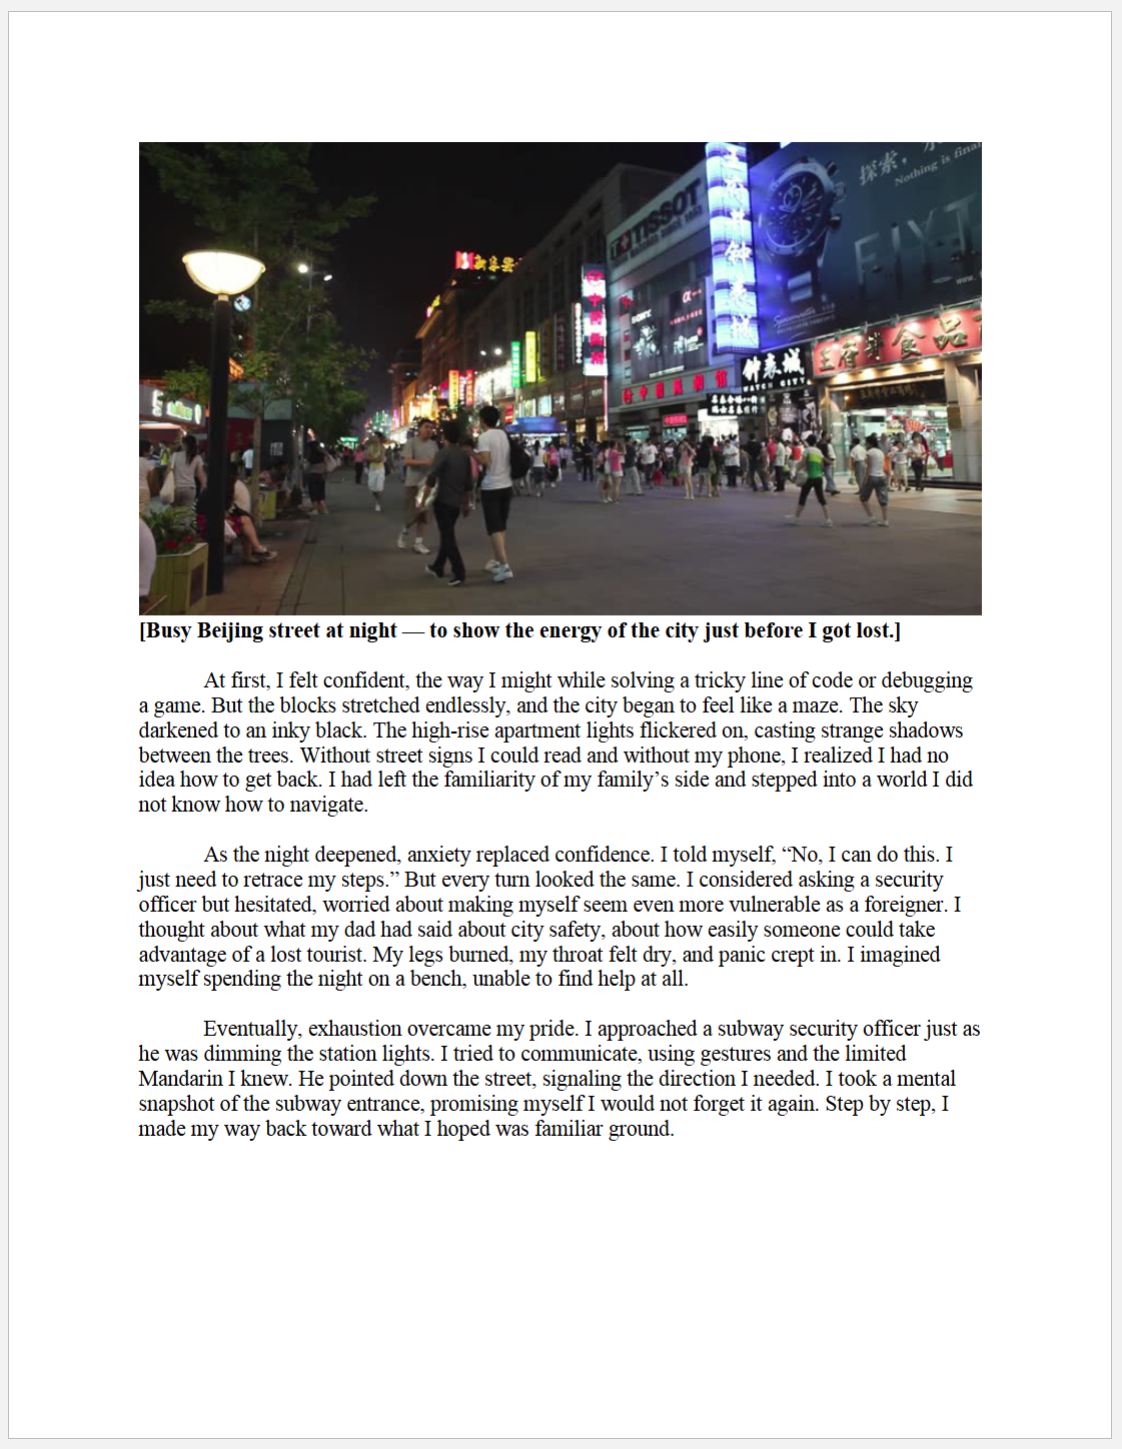 探索，
Nothing is final
TISSOT
FIYT
王府井钟表城
SONY
α
钟表城
WATCH CITY
王府井食品
[Busy Beijing street at night — to show the energy of the city just before I got lost.]
At first, I felt confident, the way I might while solving a tricky line of code or debugging
a game. But the blocks stretched endlessly, and the city began to feel like a maze. The sky
darkened to an inky black. The high-rise apartment lights flickered on, casting strange shadows
between the trees. Without street signs I could read and without my phone, I realized I had no
idea how to get back. I had left the familiarity of my family’s side and stepped into a world I did
not know how to navigate.
As the night deepened, anxiety replaced confidence. I told myself, “No, I can do this. I
just need to retrace my steps.” But every turn looked the same. I considered asking a security
officer but hesitated, worried about making myself seem even more vulnerable as a foreigner. I
thought about what my dad had said about city safety, about how easily someone could take
advantage of a lost tourist. My legs burned, my throat felt dry, and panic crept in. I imagined
myself spending the night on a bench, unable to find help at all.
Eventually, exhaustion overcame my pride. I approached a subway security officer just as
he was dimming the station lights. I tried to communicate, using gestures and the limited
Mandarin I knew. He pointed down the street, signaling the direction I needed. I took a mental
snapshot of the subway entrance, promising myself I would not forget it again. Step by step, I
made my way back toward what I hoped was familiar ground.